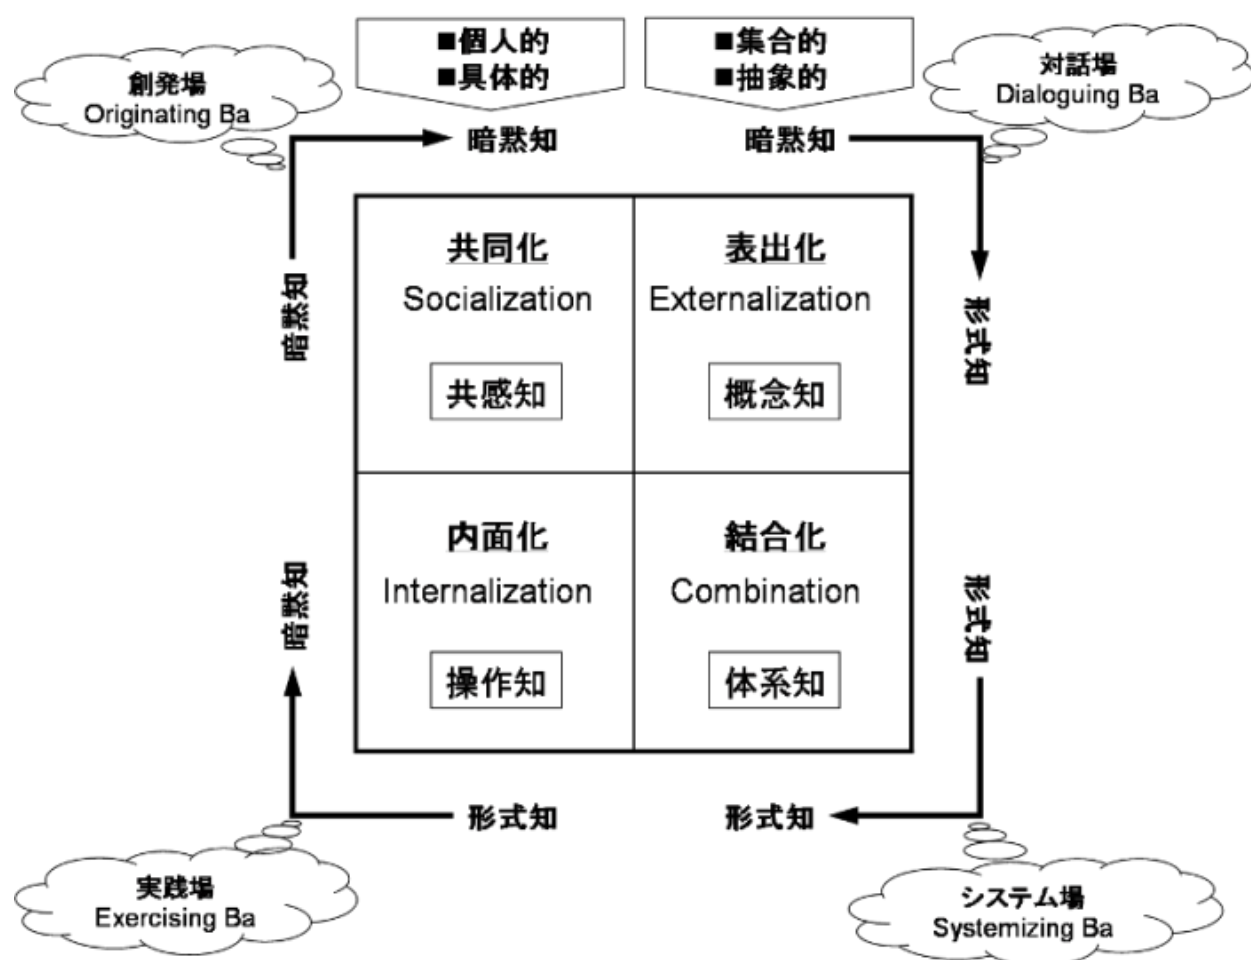 ■個人的
■具体的
■集合的
■抽象的
創発場
Originating Ba
対話場
Dialoguing Ba
暗黙知
暗黙知
暗黙知
形式知
共同化
Socialization
共感知
表出化
Externalization
概念知
内面化
Internalization
操作知
結合化
Combination
体系知
暗黙知
形式知
形式知
形式知
実践場
Exercising Ba
システム場
Systemizing Ba